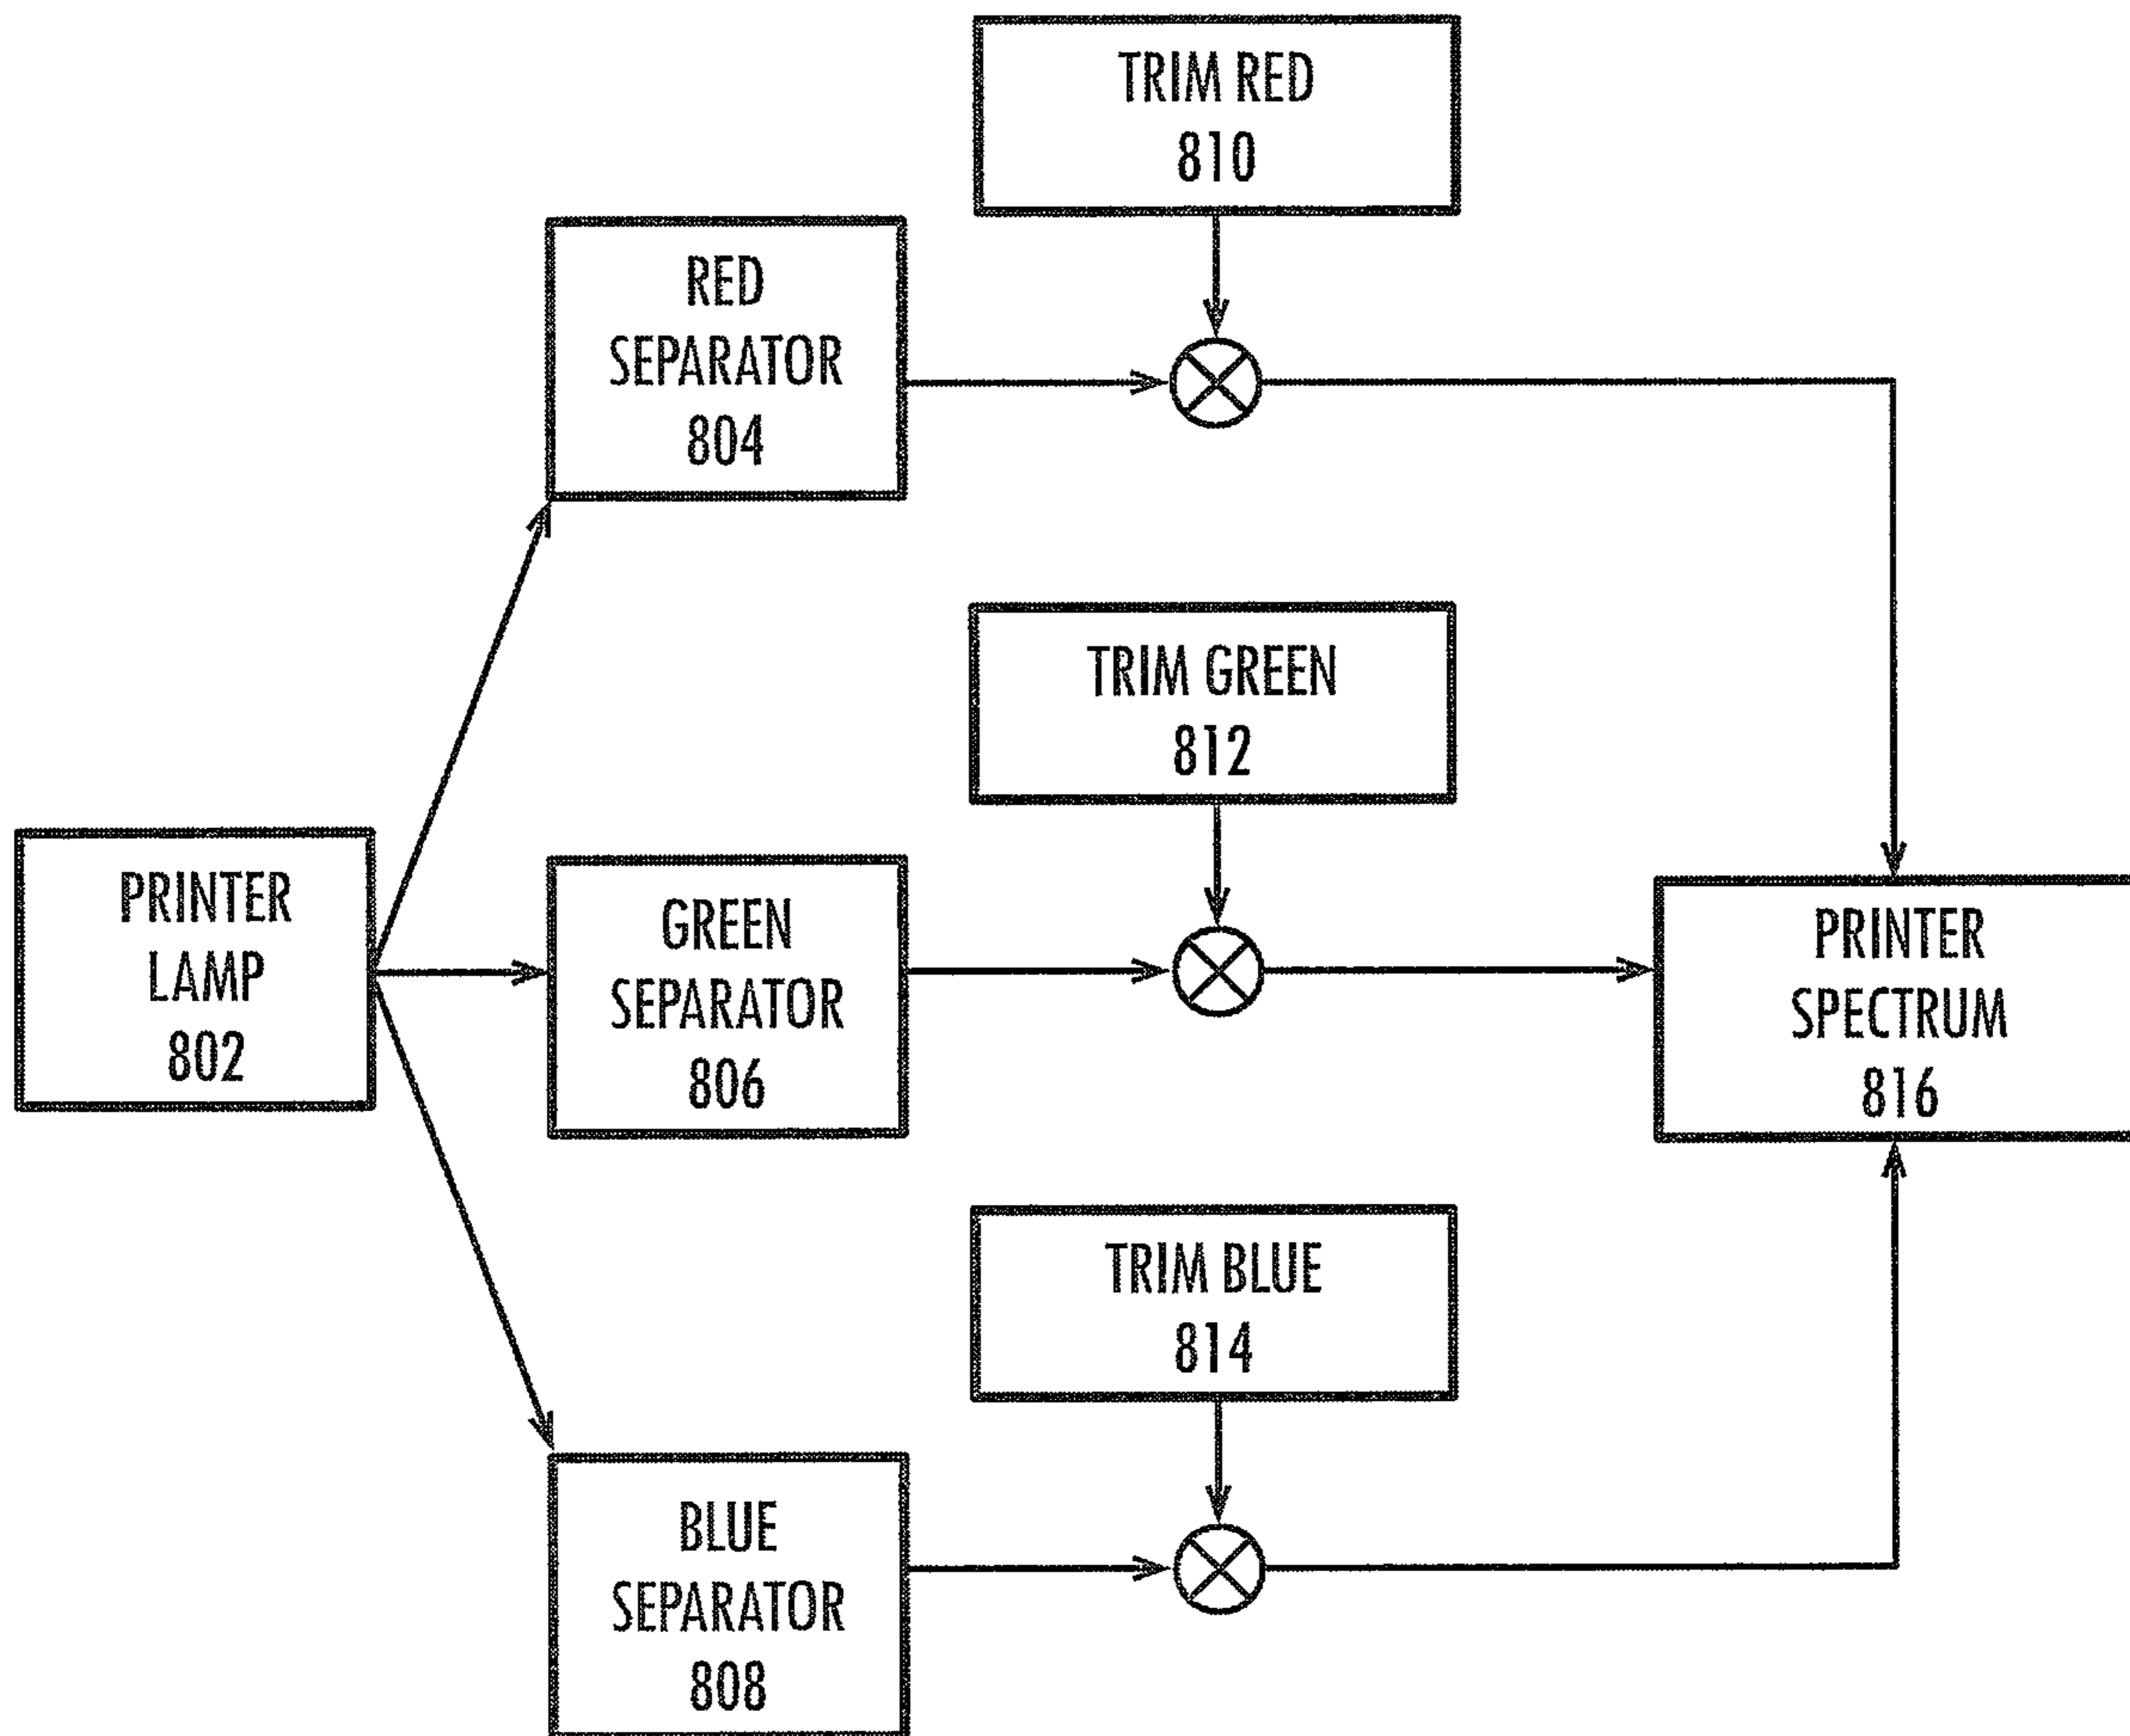 TRIM RED
810
RED
SEPARATOR
804
TRIM GREEN
812
PRINTER
LAMP
802
GREEN
SEPARATOR
806
PRINTER
SPECTRUM
816
TRIM BLUE
814
BLUE
SEPARATOR
808